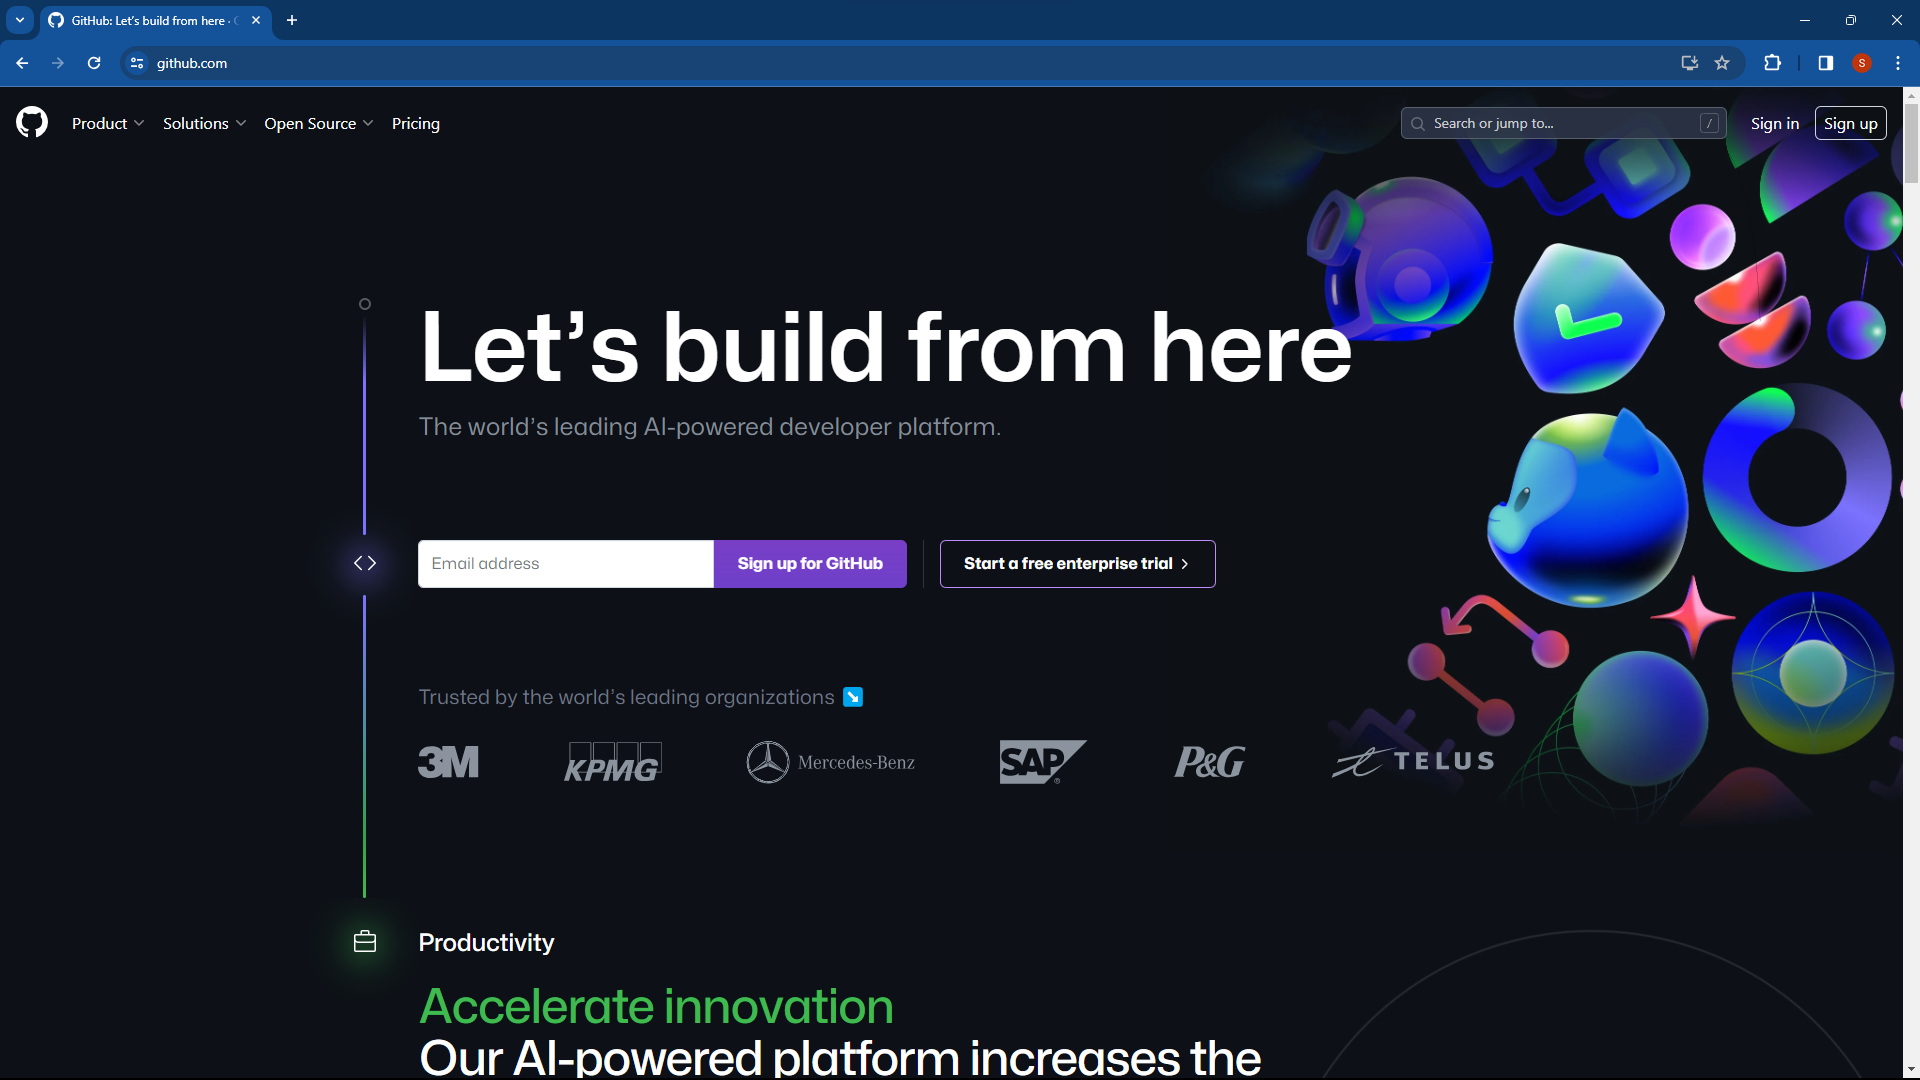 GitHub: Let's build from here ·
github.com
S
Product
Solutions
Open Source
Pricing
Search or jump to...
/
Sign in
Sign up
Let's build from here
The world's leading AI-powered developer platform.
Email address
Sign up for GitHub
Start a free enterprise trial
Trusted by the world's leading organizations
3M
KPMG
Mercedes-Benz
SAP
P&G
TELUS
Productivity
Accelerate innovation
Our AI-powered platform increases the